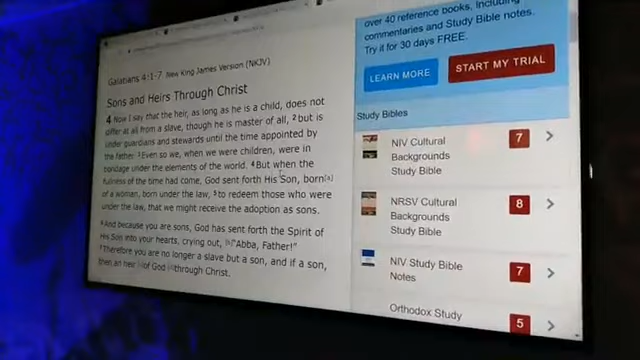 Galatians 4:1-7 New King James Version (NKJV)
Sons and Heirs Through Christ
4 Now I say that the heir, as long as he is a child, does not
differ at all from a slave, though he is master of all, 2 but is
under guardians and stewards until the time appointed by
the father. 3 Even so we, when we were children, were in
bondage under the elements of the world. 4 But when the
fullness of the time had come, God sent forth His Son, born[a]
of a woman, born under the law, 5 to redeem those who were
under the law, that we might receive the adoption as sons.
6 And because you are sons, God has sent forth the Spirit of
His Son into your hearts, crying out, [b]"Abba, Father!"
7 Therefore you are no longer a slave but a son, and if a son,
then an heir of God through Christ.
over 40 reference books, including
commentaries and Study Bible notes.
Try it for 30 days FREE.
LEARN MORE
START MY TRIAL
Study Bibles
NIV Cultural
Backgrounds
Study Bible
7
NRSV Cultural
Backgrounds
Study Bible
8
NIV Study Bible
Notes
7
Orthodox Study
5